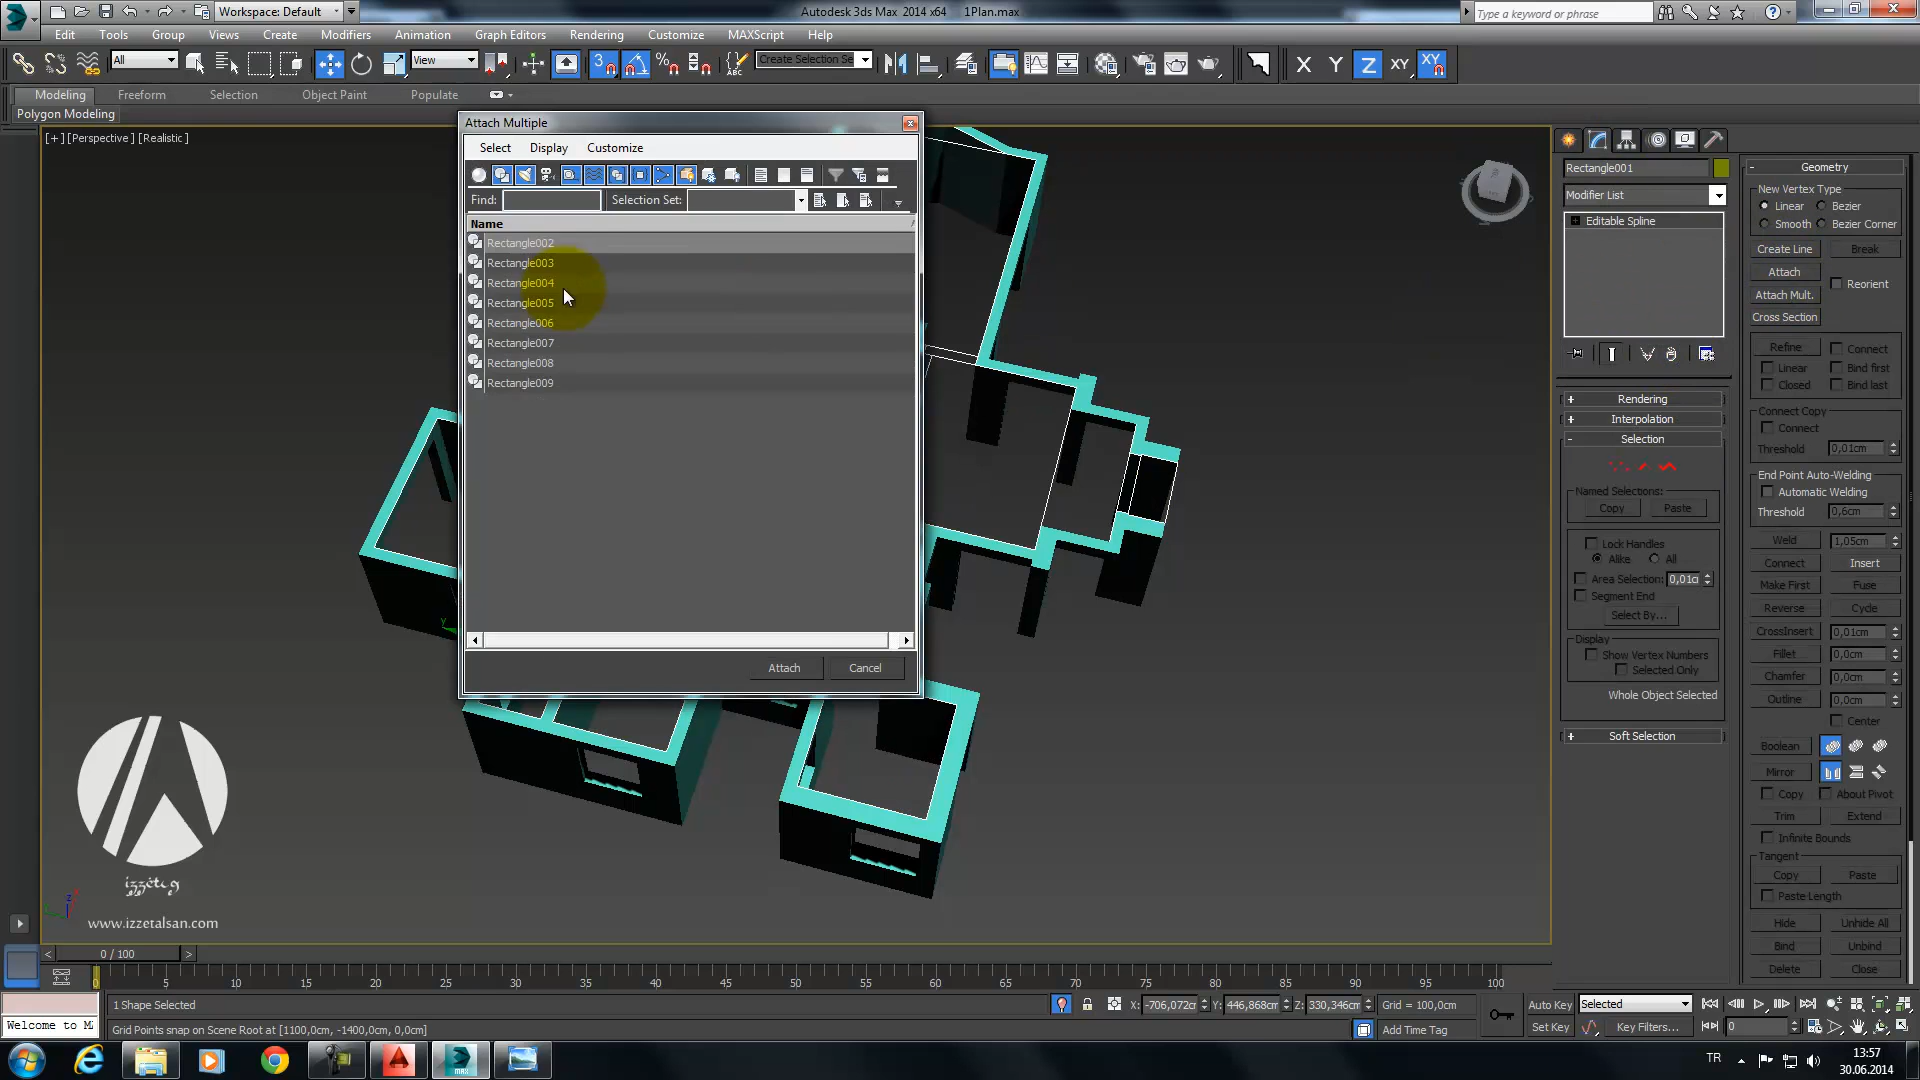 Workspace: Default
Autodesk 3ds Max 2014 x64 1Plan.max
Type a keyword or phrase
Edit Tools Group Views Create Modifiers Animation Graph Editors Rendering Customize MAXScript Help
All View Create Selection Se X Y Z XY XY
Modeling Freeform Selection Object Paint Populate
Polygon Modeling
[+][Perspective][Realistic]
Attach Multiple
Select Display Customize
Find: Selection Set:
Name
Rectangle002
Rectangle003
Rectangle004
Rectangle005
Rectangle006
Rectangle007
Rectangle008
Rectangle009
Attach Cancel
Rectangle001
Modifier List
Editable Spline
Rendering
Interpolation
Selection
Named Selections:
Copy Paste
Lock Handles
Alike All
Area Selection: 0,01c
Segment End
Select By...
Display
Show Vertex Numbers
Selected Only
Whole Object Selected
Soft Selection
Geometry
New Vertex Type
Linear Bezier
Smooth Bezier Corner
Create Line Break
Attach Reorient
Attach Mult.
Cross Section
Refine Connect
Linear Bind first
Closed Bind last
Connect Copy
Connect
Threshold 0,01cm
End Point Auto-Welding
Automatic Welding
Threshold 0,6cm
Weld 1,05cm
Connect Insert
Make First Fuse
Reverse Cycle
CrossInsert 0,01cm
Fillet 0,0cm
Chamfer 0,0cm
Outline 0,0cm
Center
Boolean
Mirror
Copy About Pivot
Trim Extend
Infinite Bounds
Tangent
Copy Paste
Paste Length
Hide Unhide All
Bind Unbind
Delete Close
www.izzetalsan.com
0 / 100
0 5 10 15 20 25 30 35 40 45 50 55 60 65 70 75 80 85 90 95 100
1 Shape Selected X: -706,072c Y: 446,868cm Z: 330,346cm Grid = 100,0cm Auto Key Selected
Welcome to M Grid Points snap on Scene Root at [1100,0cm, -1400,0cm, 0,0cm] Add Time Tag Set Key Key Filters... 0
TR 13:57
30.06.2014